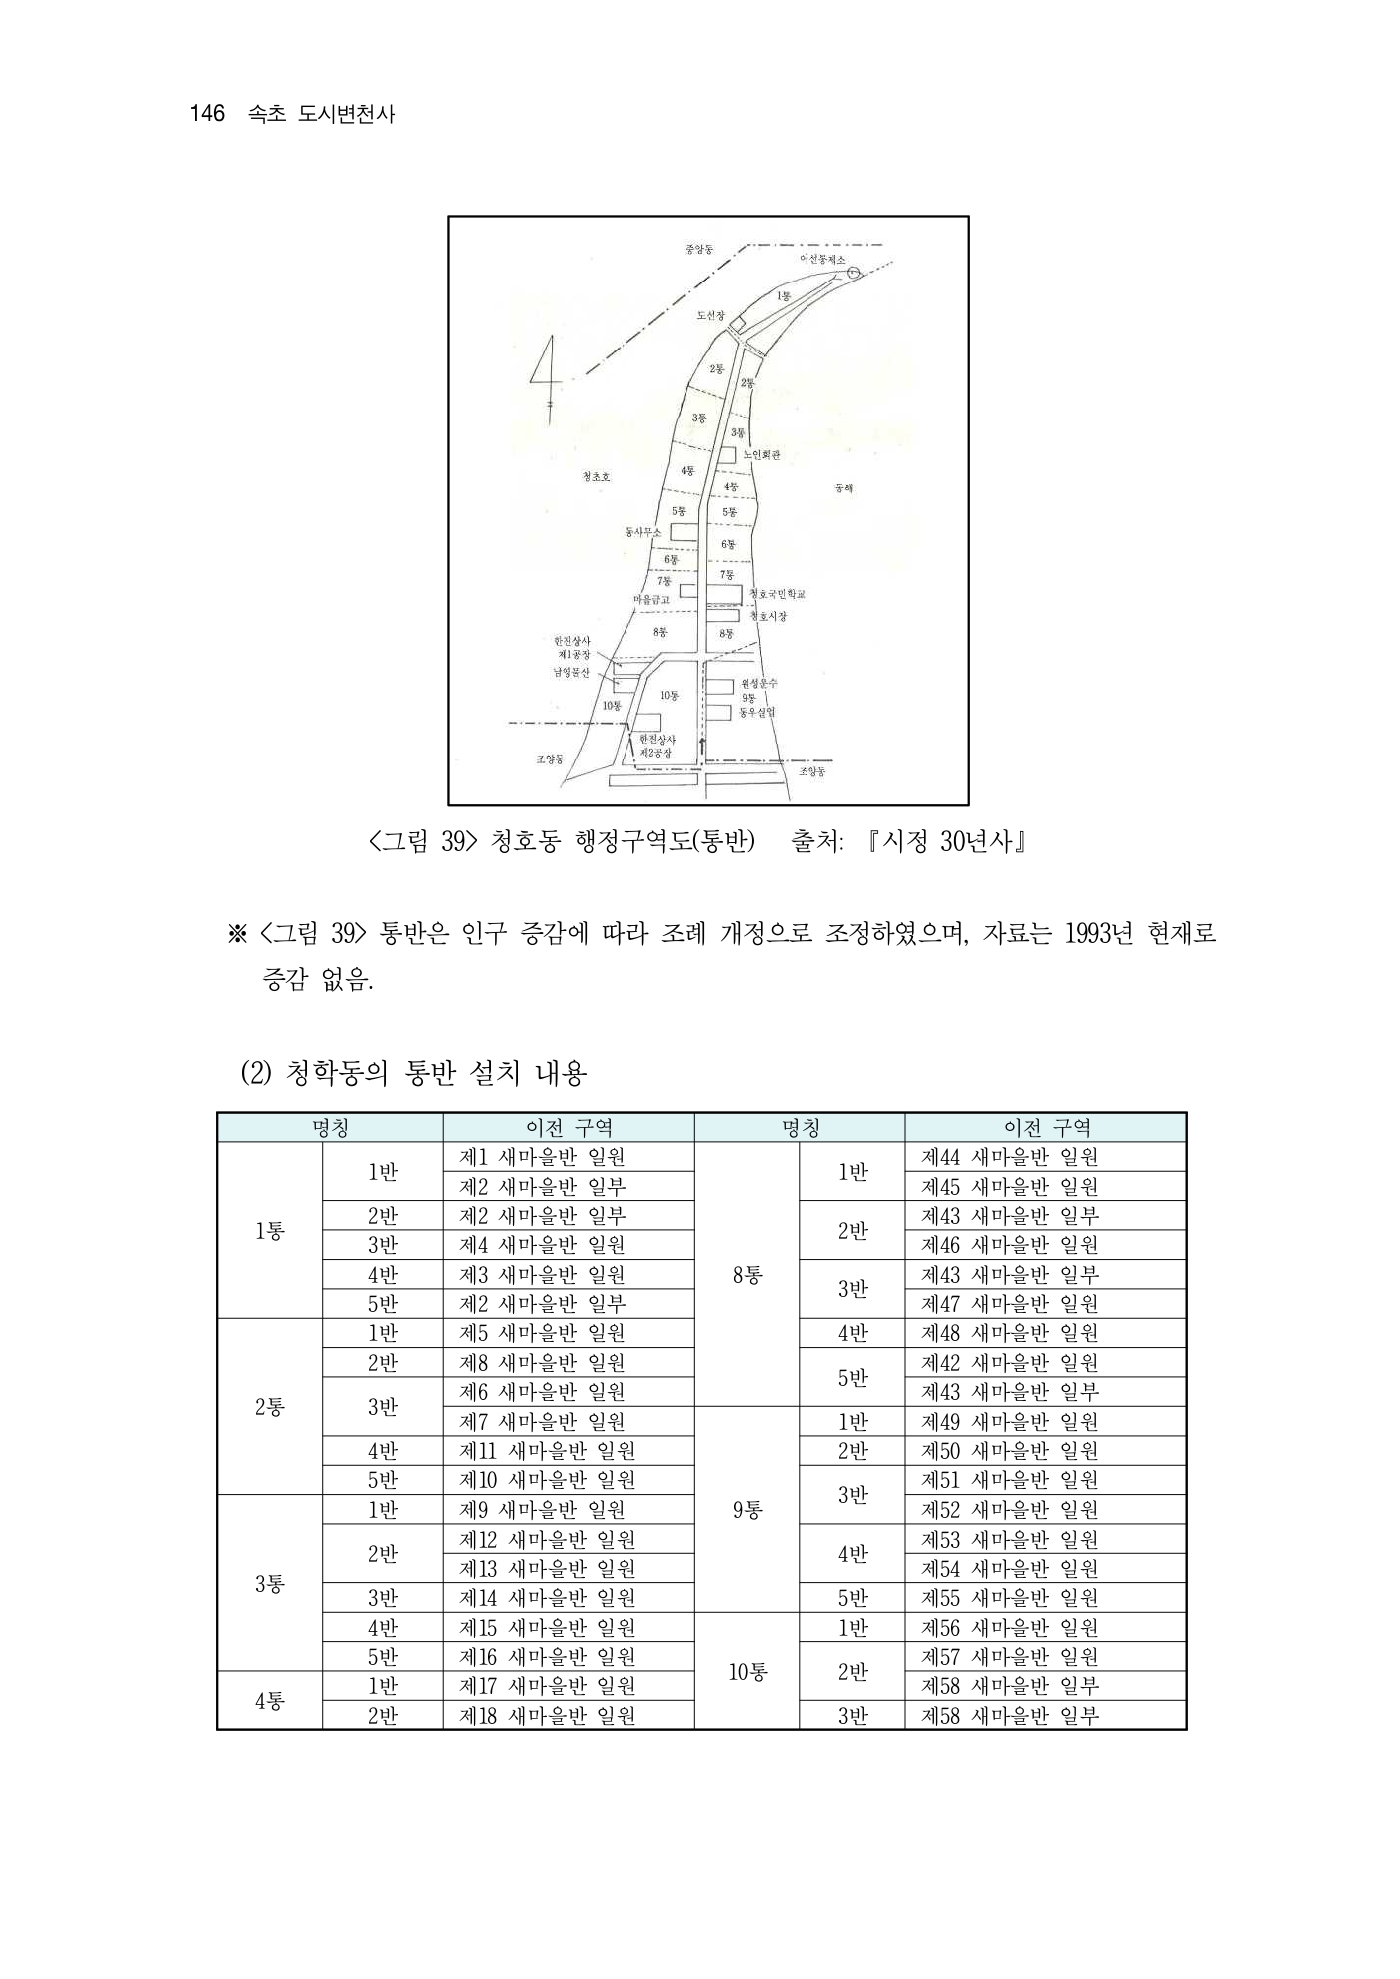 146 속초 도시변천사
중앙동
어선통제소
1통
도선장
2통
2통
3통
3통
노인회관
청초호
4통
4통
동해
5통
5통
동사무소
6통
6통
7통
7통
마을금고
청호국민학교
청호시장
8통
8통
한진상사
제1공장
남영물산
원성운수
10통
9통
10통
동우실업
한진상사
제2공장
조양동
조양동
<그림 39> 청호동 행정구역도(통반) 출처: 『시정 30년사』
※ <그림 39> 통반은 인구 증감에 따라 조례 개정으로 조정하였으며, 자료는 1993년 현재로
증감 없음.
(2) 청학동의 통반 설치 내용
명칭 이전 구역 명칭 이전 구역
1통 1반 제1 새마을반 일원 8통 1반 제44 새마을반 일원
제2 새마을반 일부 제45 새마을반 일원
2반 제2 새마을반 일부 2반 제43 새마을반 일부
3반 제4 새마을반 일원 제46 새마을반 일원
4반 제3 새마을반 일원 3반 제43 새마을반 일부
5반 제2 새마을반 일부 제47 새마을반 일원
2통 1반 제5 새마을반 일원 4반 제48 새마을반 일원
2반 제8 새마을반 일원 5반 제42 새마을반 일원
3반 제6 새마을반 일원 제43 새마을반 일부
제7 새마을반 일원 9통 1반 제49 새마을반 일원
4반 제11 새마을반 일원 2반 제50 새마을반 일원
5반 제10 새마을반 일원 3반 제51 새마을반 일원
3통 1반 제9 새마을반 일원 제52 새마을반 일원
2반 제12 새마을반 일원 4반 제53 새마을반 일원
제13 새마을반 일원 제54 새마을반 일원
3반 제14 새마을반 일원 5반 제55 새마을반 일원
4반 제15 새마을반 일원 10통 1반 제56 새마을반 일원
5반 제16 새마을반 일원 2반 제57 새마을반 일원
4통 1반 제17 새마을반 일원 제58 새마을반 일부
2반 제18 새마을반 일원 3반 제58 새마을반 일부